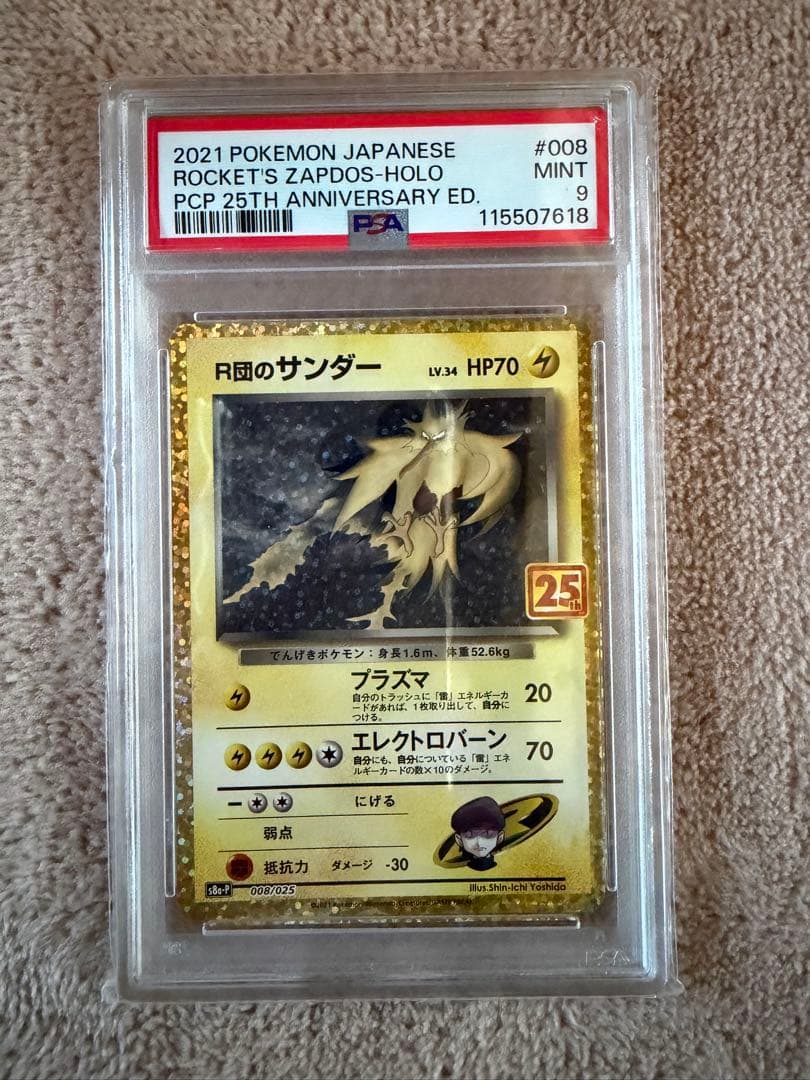 2021 POKEMON JAPANESE #008
ROCKET'S ZAPDOS-HOLO MINT
PCP 25TH ANNIVERSARY ED. 9
PSA 115507618
R団のサンダー LV.34 HP70
25th
でんげきポケモン：身長1.6m、体重52.6kg
プラズマ 20
自分のトラッシュに「雷」エネルギーカ
ードがあれば、1枚取り出して、自分に
つける。
エレクトロバーン 70
自分にも、自分についている「雷」エネ
ルギーカードの数×10のダメージ。
にげる
弱点
抵抗力 ダメージ -30
Illus.Shin-ichi Yoshida
s8a-P 008/025
PSA